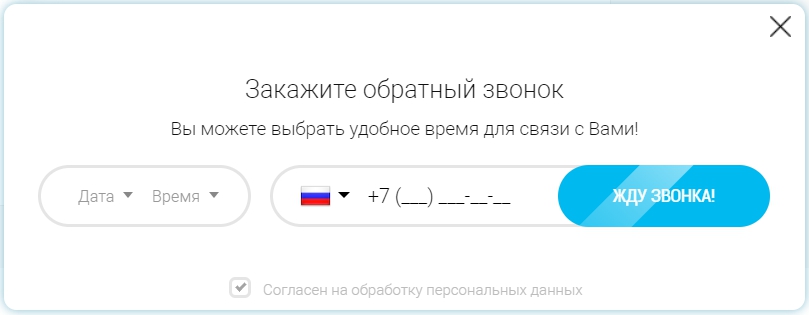 Закажите обратный звонок
Вы можете выбрать удобное время для связи с Вами!
Дата Время +7 (___) ___-__-__ ЖДУ ЗВОНКА!
Согласен на обработку персональных данных